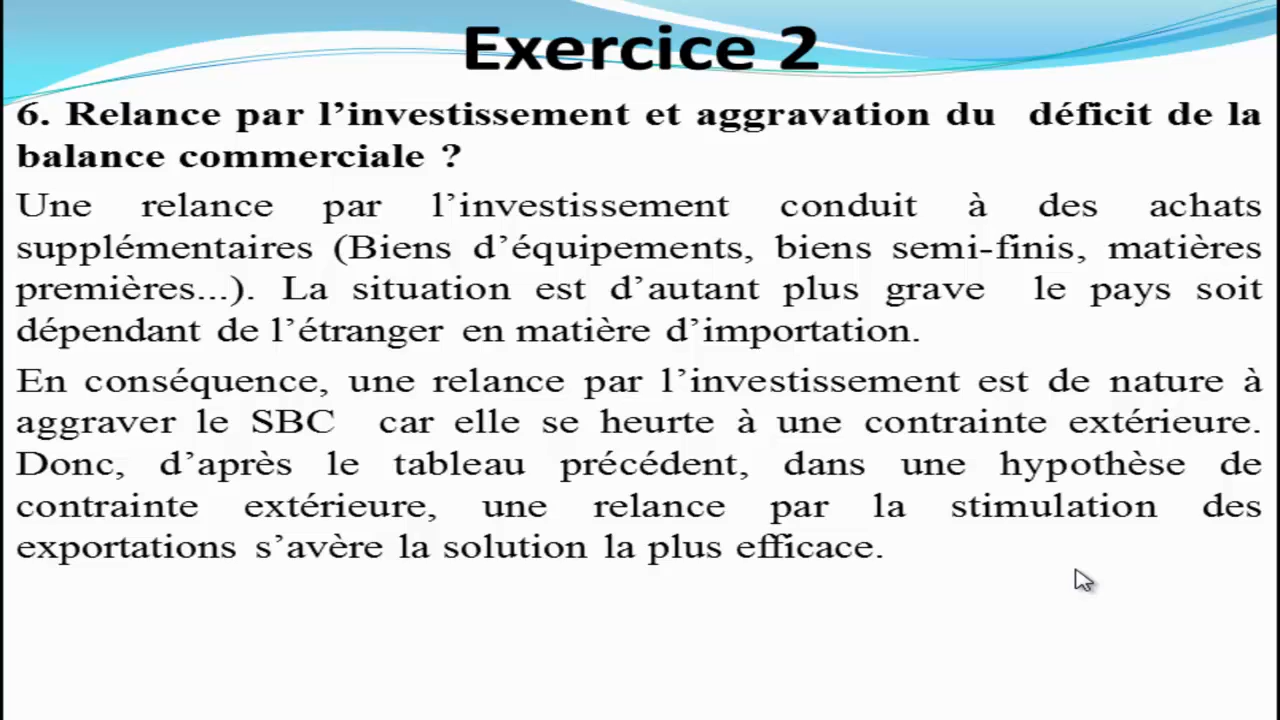 Exercice 2
6. Relance par l’investissement et aggravation du déficit de la
balance commerciale ?
Une relance par l’investissement conduit à des achats
supplémentaires (Biens d’équipements, biens semi-finis, matières
premières...). La situation est d’autant plus grave le pays soit
dépendant de l’étranger en matière d’importation.
En conséquence, une relance par l’investissement est de nature à
aggraver le SBC car elle se heurte à une contrainte extérieure.
Donc, d’après le tableau précédent, dans une hypothèse de
contrainte extérieure, une relance par la stimulation des
exportations s’avère la solution la plus efficace.